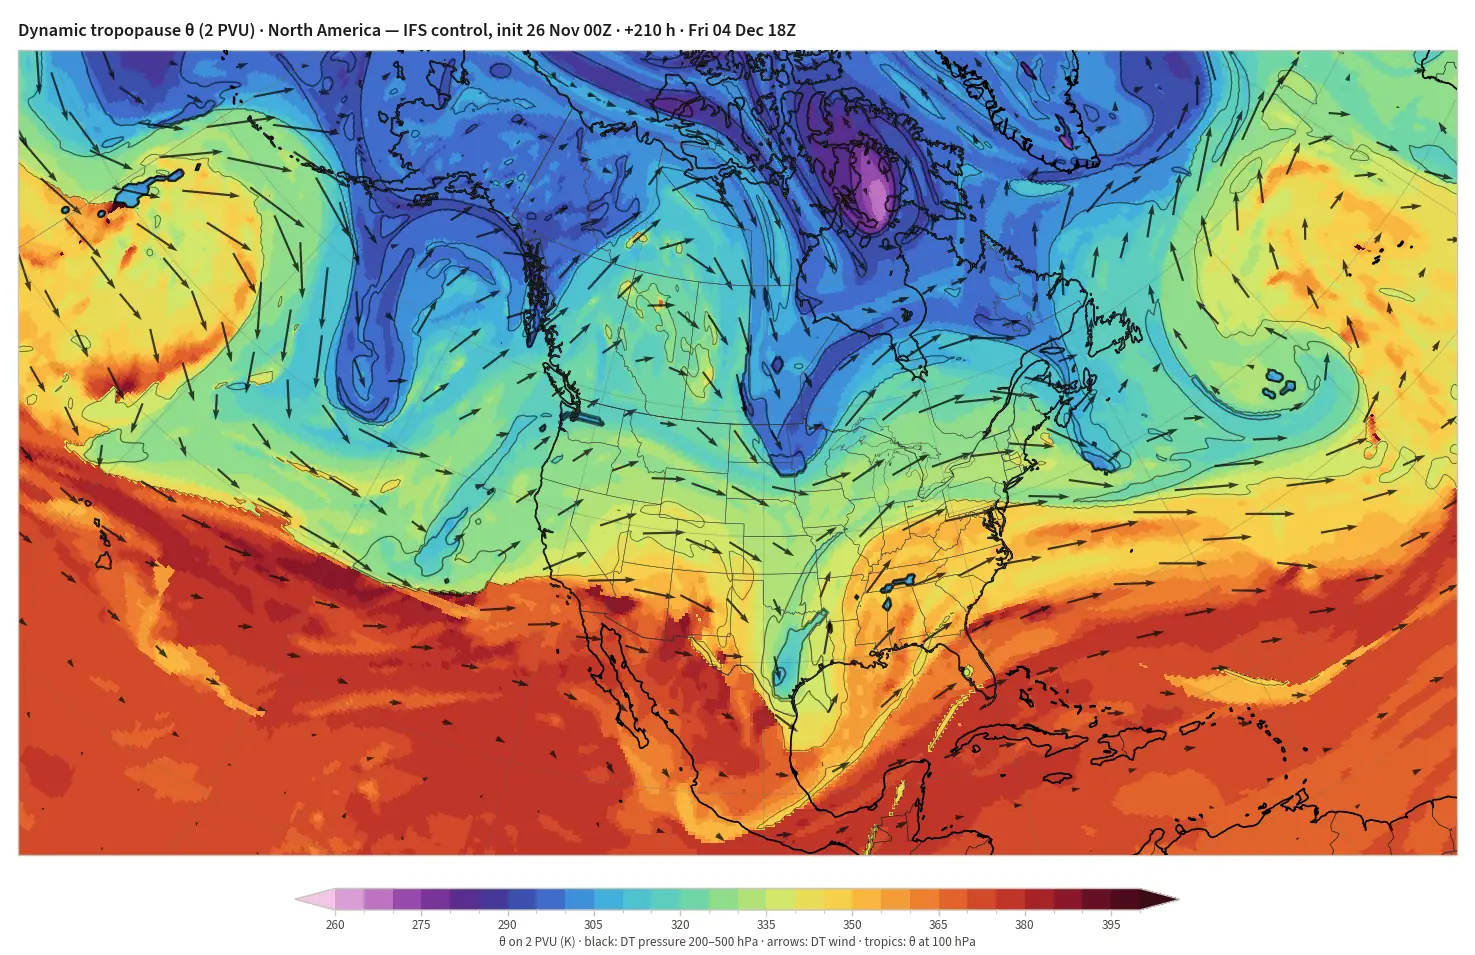 Dynamic tropopause θ (2 PVU) · North America — IFS control, init 26 Nov 00Z · +210 h · Fri 04 Dec 18Z
260 275 290 305 320 335 350 365 380 395
θ on 2 PVU (K) · black: DT pressure 200–500 hPa · arrows: DT wind · tropics: θ at 100 hPa